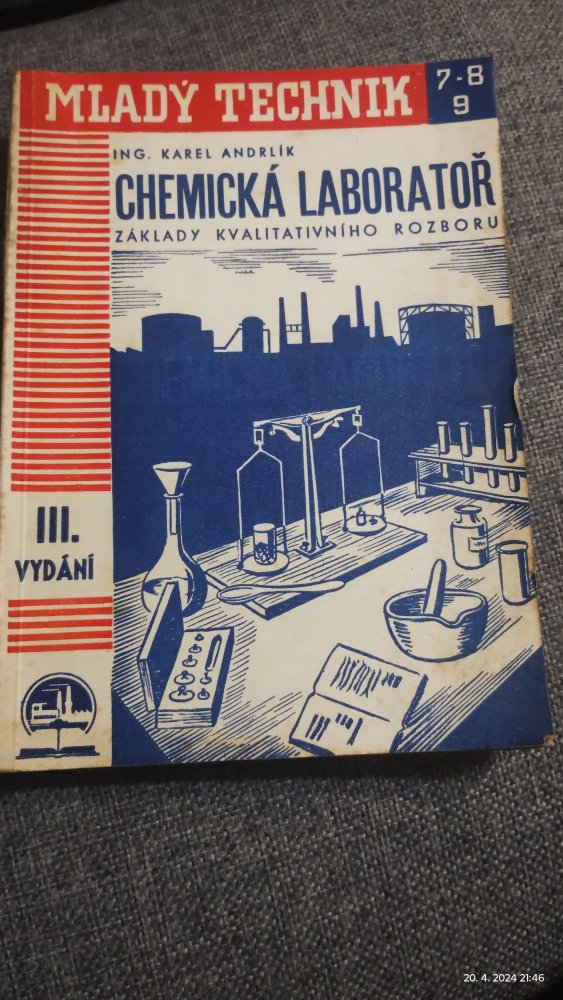 MLADÝ TECHNIK
7-8
9
ING. KAREL ANDRLÍK
CHEMICKÁ LABORATOŘ
ZÁKLADY KVALITATIVNÍHO ROZBORU
III.
VYDÁNÍ
20. 4. 2024 21:46